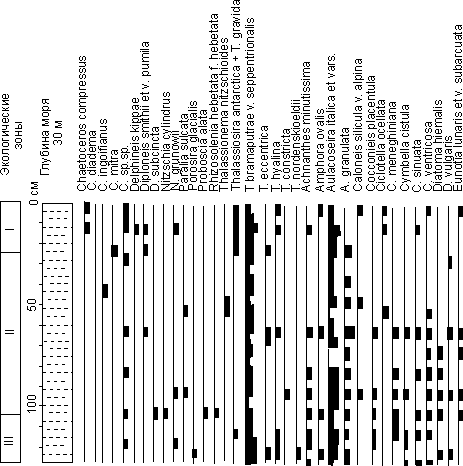 Экологические
зоны
Глубина моря
30 м
Chaetoceros compressus
C. diadema
C. ingolfianus
C. mitra
C. sp.sp.
Delphineis kippae
Diploneis smithii et v. pumila
D. subcincta
Nitzschia cylindrus
N. grunowii
Paralia sulcata
Porosira glacialis
Proboscia alata
Rhizosolenia hebetata f. hebetata
Thalassionema nitzschioides
Thalassiosira antarctica + T. gravida
T bramaputrae v. septentrionalis
T. eccentrica
T. hyalina
T. constricta
T. nordenskiieldii
Achnanthes minutissima
Amphora ovalis
Aulacoseira italica et vars.
A. granulata
Caloneis silicula v. alpina
Cocconeis placentula
Cyclotella ocellata
C. meneghiniana
Cymbella cistula
C. sinuata
C. ventricosa
Diatoma hiemalis
D. vulgaris
Eunotia lunaris et v. subarcuata
0 см
50
100
I
II
III